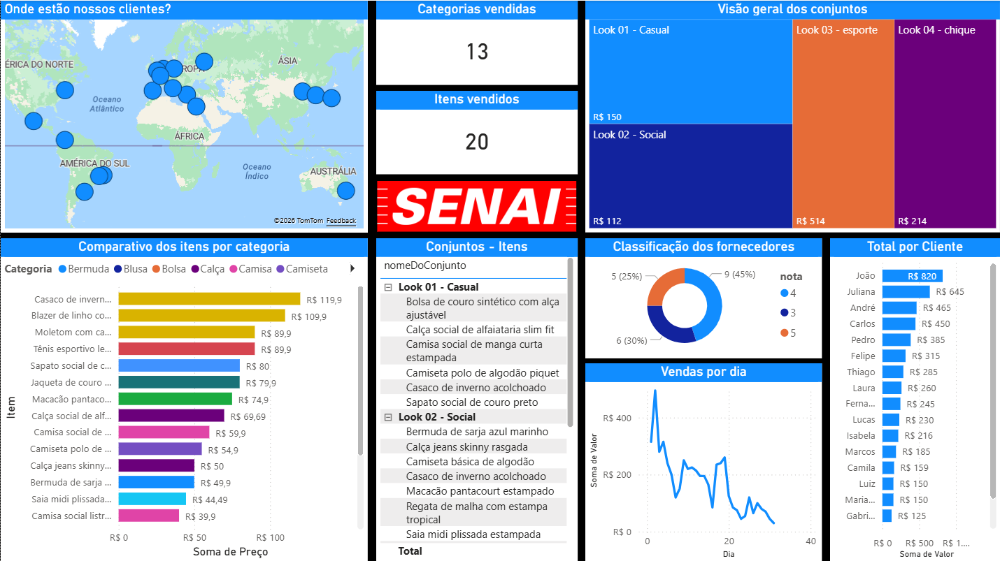 Onde estão nossos clientes?
ÉRICA DO NORTE
EUROPA
ÁSIA
Oceano
Atlântico
ÁFRICA
AMÉRICA DO SUL
Oceano
Índico
AUSTRÁLIA
©2026 TomTom Feedback
Categorias vendidas
13
Itens vendidos
20
SENAI
Visão geral dos conjuntos
Look 01 - Casual
R$ 150
Look 02 - Social
R$ 112
Look 03 - esporte
R$ 514
Look 04 - chique
R$ 214
Comparativo dos itens por categoria
Categoria Bermuda Blusa Bolsa Calça Camisa Camiseta
Item
Casaco de invern... R$ 119,9
Blazer de linho co... R$ 109,9
Moletom com ca... R$ 89,9
Tênis esportivo le... R$ 89,9
Sapato social de c... R$ 80
Jaqueta de couro ... R$ 79,9
Macacão pantaco... R$ 74,9
Calça social de alf... R$ 69,69
Camisa social de ... R$ 59,9
Camiseta polo de ... R$ 54,9
Calça jeans skinny... R$ 50
Bermuda de sarja ... R$ 49,9
Saia midi plissada... R$ 44,49
Camisa social listr... R$ 39,9
R$ 0 R$ 50 R$ 100
Soma de Preço
Conjuntos - Itens
nomeDoConjunto
Look 01 - Casual
Bolsa de couro sintético com alça
ajustável
Calça social de alfaiataria slim fit
Camisa social de manga curta
estampada
Camiseta polo de algodão piquet
Casaco de inverno acolchoado
Sapato social de couro preto
Look 02 - Social
Bermuda de sarja azul marinho
Calça jeans skinny rasgada
Camiseta básica de algodão
Casaco de inverno acolchoado
Macacão pantacourt estampado
Regata de malha com estampa
tropical
Saia midi plissada estampada
Total
Classificação dos fornecedores
5 (25%)
9 (45%)
6 (30%)
nota
4
3
5
Vendas por dia
Soma de Valor
R$ 400
R$ 200
R$ 0
0 20 40
Dia
Total por Cliente
João R$ 820
Juliana R$ 645
André R$ 465
Carlos R$ 450
Pedro R$ 385
Felipe R$ 315
Thiago R$ 285
Laura R$ 260
Ferna... R$ 245
Lucas R$ 230
Isabela R$ 216
Marcos R$ 185
Camila R$ 159
Luiz R$ 150
Maria... R$ 150
Gabri... R$ 125
R$ 0 R$ 500 R$ 1....
Soma de Valor